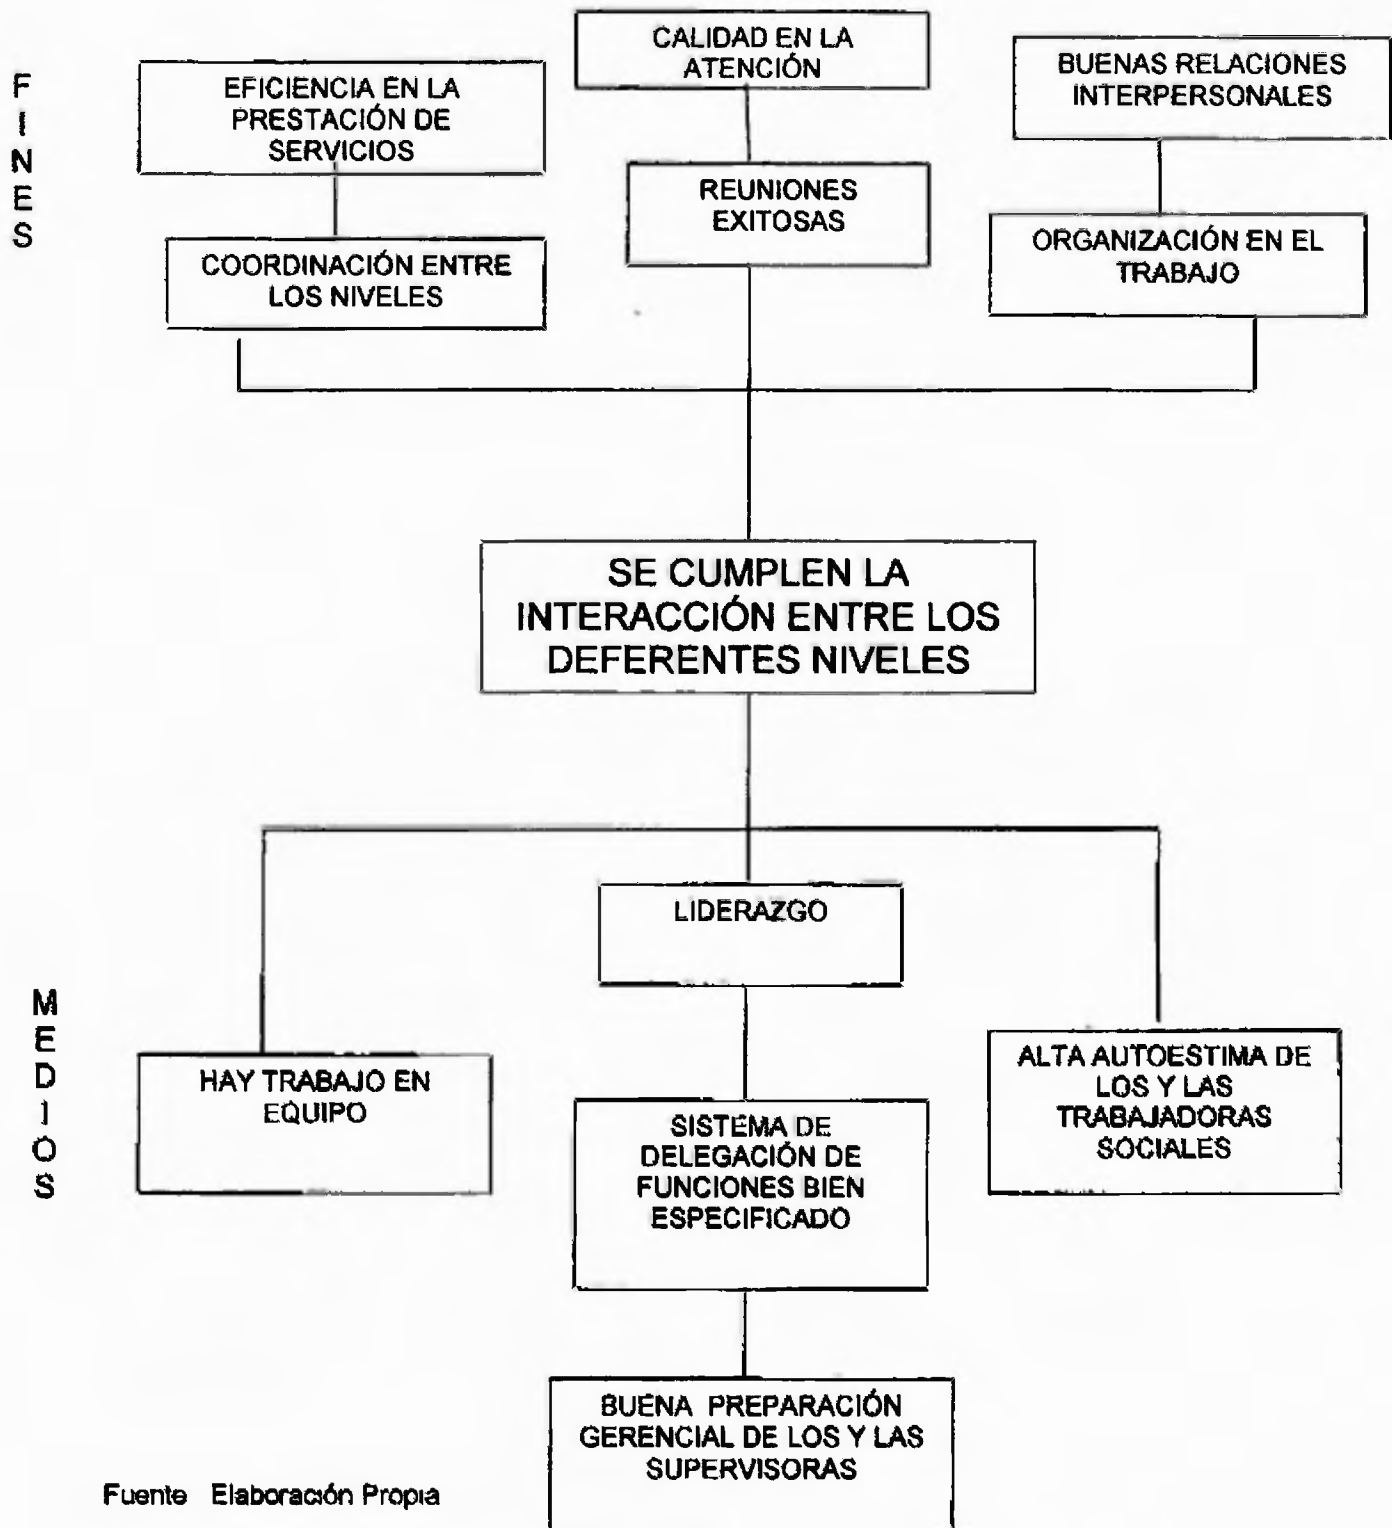 FINES
CALIDAD EN LA
ATENCIÓN
EFICIENCIA EN LA
PRESTACIÓN DE
SERVICIOS
BUENAS RELACIONES
INTERPERSONALES
REUNIONES
EXITOSAS
COORDINACIÓN ENTRE
LOS NIVELES
ORGANIZACIÓN EN EL
TRABAJO
SE CUMPLEN LA
INTERACCIÓN ENTRE LOS
DEFERENTES NIVELES
MEDIOS
LIDERAZGO
HAY TRABAJO EN
EQUIPO
SISTEMA DE
DELEGACIÓN DE
FUNCIONES BIEN
ESPECIFICADO
ALTA AUTOESTIMA DE
LOS Y LAS
TRABAJADORAS
SOCIALES
BUENA PREPARACIÓN
GERENCIAL DE LOS Y LAS
SUPERVISORAS
Fuente Elaboración Propia